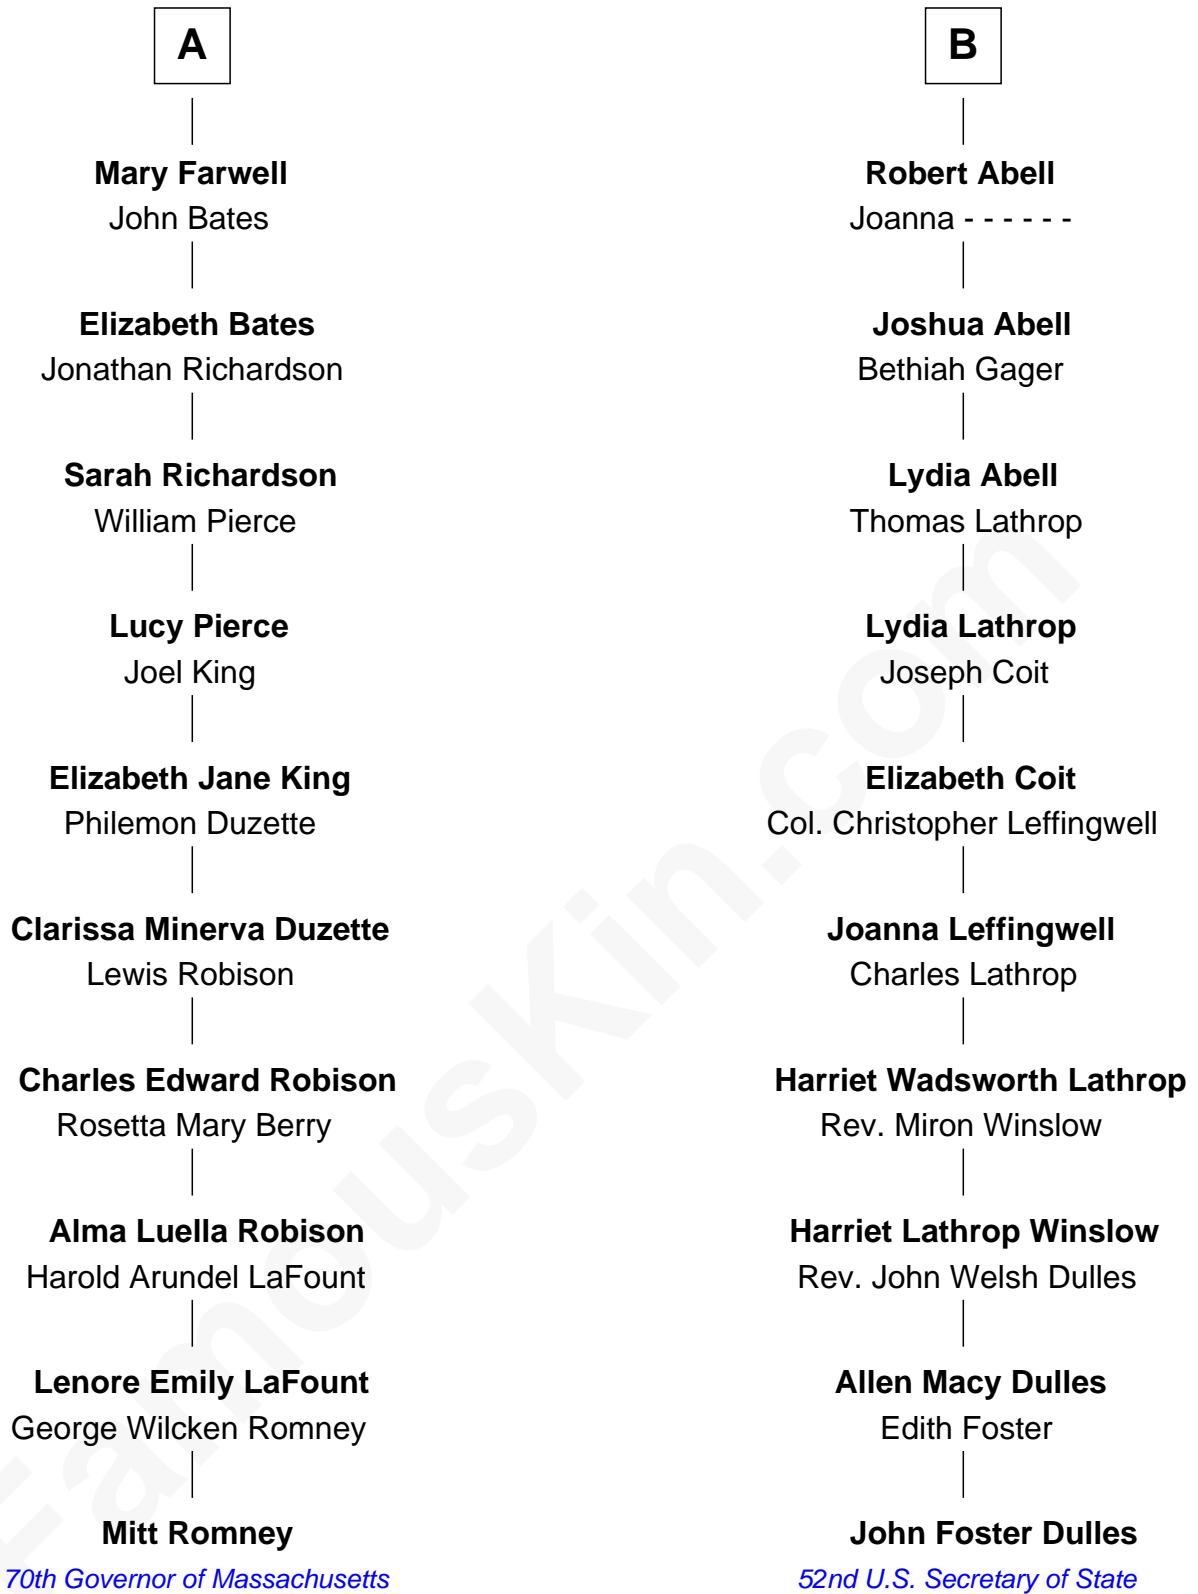 A
Mary Farwell
John Bates
Elizabeth Bates
Jonathan Richardson
Sarah Richardson
William Pierce
Lucy Pierce
Joel King
Elizabeth Jane King
Philemon Duzette
Clarissa Minerva Duzette
Lewis Robison
Charles Edward Robison
Rosetta Mary Berry
Alma Luella Robison
Harold Arundel LaFount
Lenore Emily LaFount
George Wilcken Romney
Mitt Romney
70th Governor of Massachusetts
B
Robert Abell
Joanna - - - - - -
Joshua Abell
Bethiah Gager
Lydia Abell
Thomas Lathrop
Lydia Lathrop
Joseph Coit
Elizabeth Coit
Col. Christopher Leffingwell
Joanna Leffingwell
Charles Lathrop
Harriet Wadsworth Lathrop
Rev. Miron Winslow
Harriet Lathrop Winslow
Rev. John Welsh Dulles
Allen Macy Dulles
Edith Foster
John Foster Dulles
52nd U.S. Secretary of State
FamousKin.com